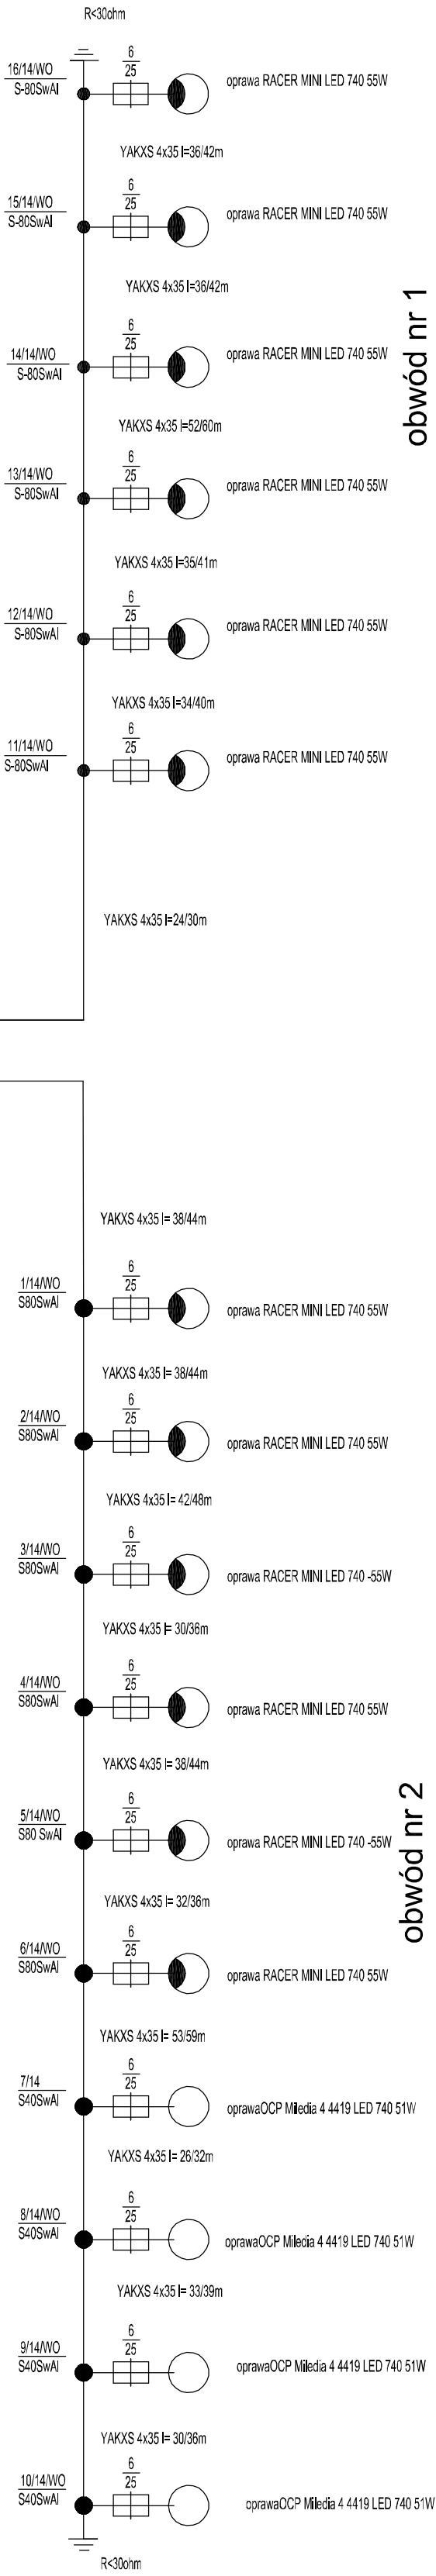 R<30ohm
16/14/WO
S-80SwAl
6
25
oprawa RACER MINI LED 740 55W
YAKXS 4x35 l=36/42m
15/14/WO
S-80SwAl
6
25
oprawa RACER MINI LED 740 55W
YAKXS 4x35 l=36/42m
14/14/WO
S-80SwAl
6
25
oprawa RACER MINI LED 740 55W
YAKXS 4x35 l=52/60m
13/14/WO
S-80SwAl
6
25
oprawa RACER MINI LED 740 55W
YAKXS 4x35 l=35/41m
12/14/WO
S-80SwAl
6
25
oprawa RACER MINI LED 740 55W
YAKXS 4x35 l=34/40m
11/14/WO
S-80SwAl
6
25
oprawa RACER MINI LED 740 55W
YAKXS 4x35 l=24/30m
obwód nr 1
YAKXS 4x35 l= 38/44m
1/14/WO
S80SwAl
6
25
oprawa RACER MINI LED 740 55W
YAKXS 4x35 l= 38/44m
2/14/WO
S80SwAl
6
25
oprawa RACER MINI LED 740 55W
YAKXS 4x35 l= 42/48m
3/14/WO
S80SwAl
6
25
oprawa RACER MINI LED 740 -55W
YAKXS 4x35 l= 30/36m
4/14/WO
S80SwAl
6
25
oprawa RACER MINI LED 740 55W
YAKXS 4x35 l= 38/44m
5/14/WO
S80 SwAl
6
25
oprawa RACER MINI LED 740 -55W
YAKXS 4x35 l= 32/36m
6/14/WO
S80SwAl
6
25
oprawa RACER MINI LED 740 55W
YAKXS 4x35 l= 53/59m
7/14
S40SwAl
6
25
oprawaOCP Miledia 4 4419 LED 740 51W
YAKXS 4x35 l= 26/32m
8/14/WO
S40SwAl
6
25
oprawaOCP Miledia 4 4419 LED 740 51W
YAKXS 4x35 l= 33/39m
9/14/WO
S40SwAl
6
25
oprawaOCP Miledia 4 4419 LED 740 51W
YAKXS 4x35 l= 30/36m
10/14/WO
S40SwAl
6
25
oprawaOCP Miledia 4 4419 LED 740 51W
R<30ohm
obwód nr 2